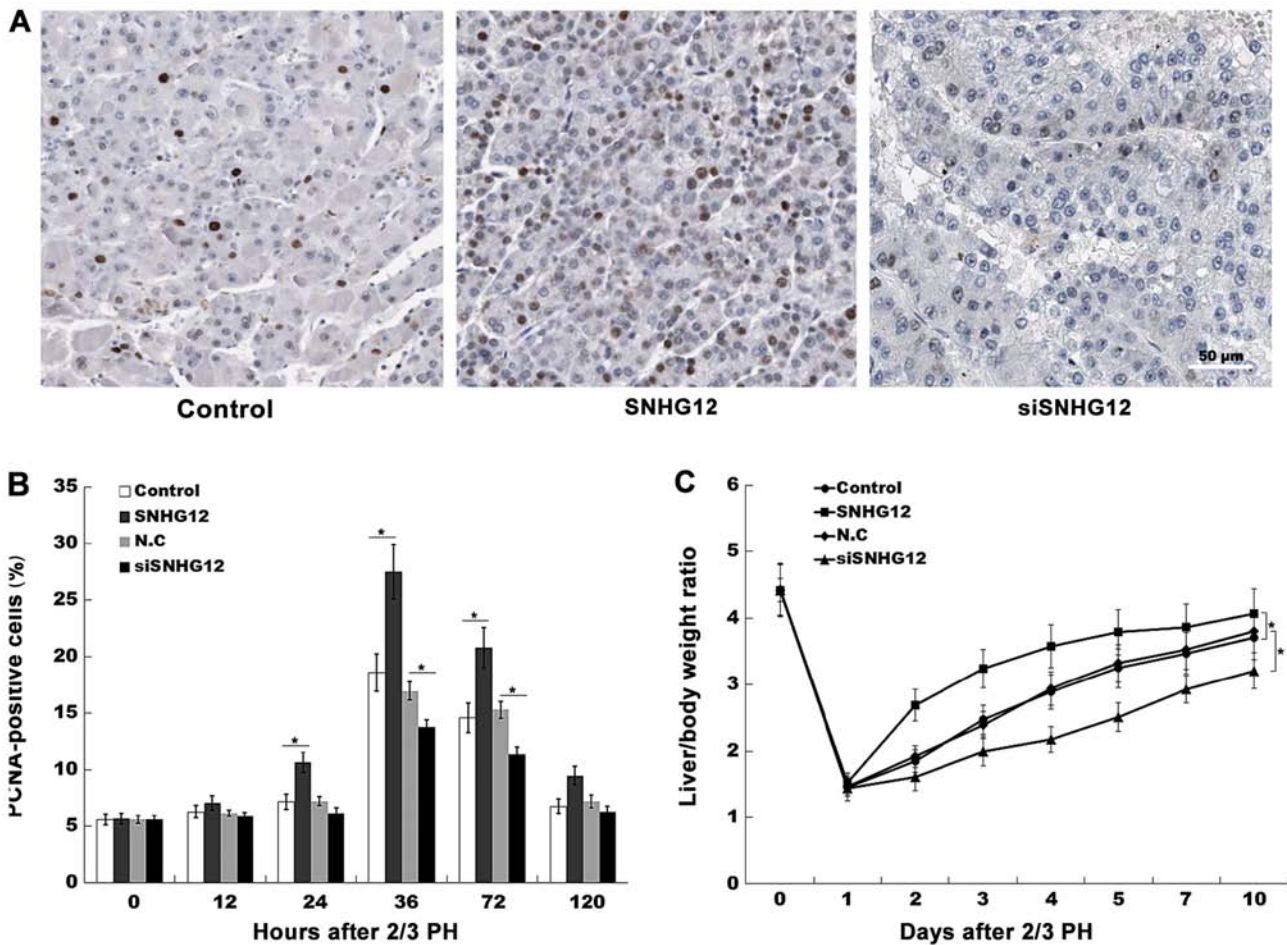 A
50 µm
Control
SNHG12
siSNHG12
B
35
30
25
20
15
10
5
0
PCNA-positive cells (%)
Control
SNHG12
N.C
siSNHG12
*
*
*
*
*
0 12 24 36 72 120
Hours after 2/3 PH
C
6
5
4
3
2
1
0
Liver/body weight ratio
Control
SNHG12
N.C
siSNHG12
*
*
0 1 2 3 4 5 7 10
Days after 2/3 PH